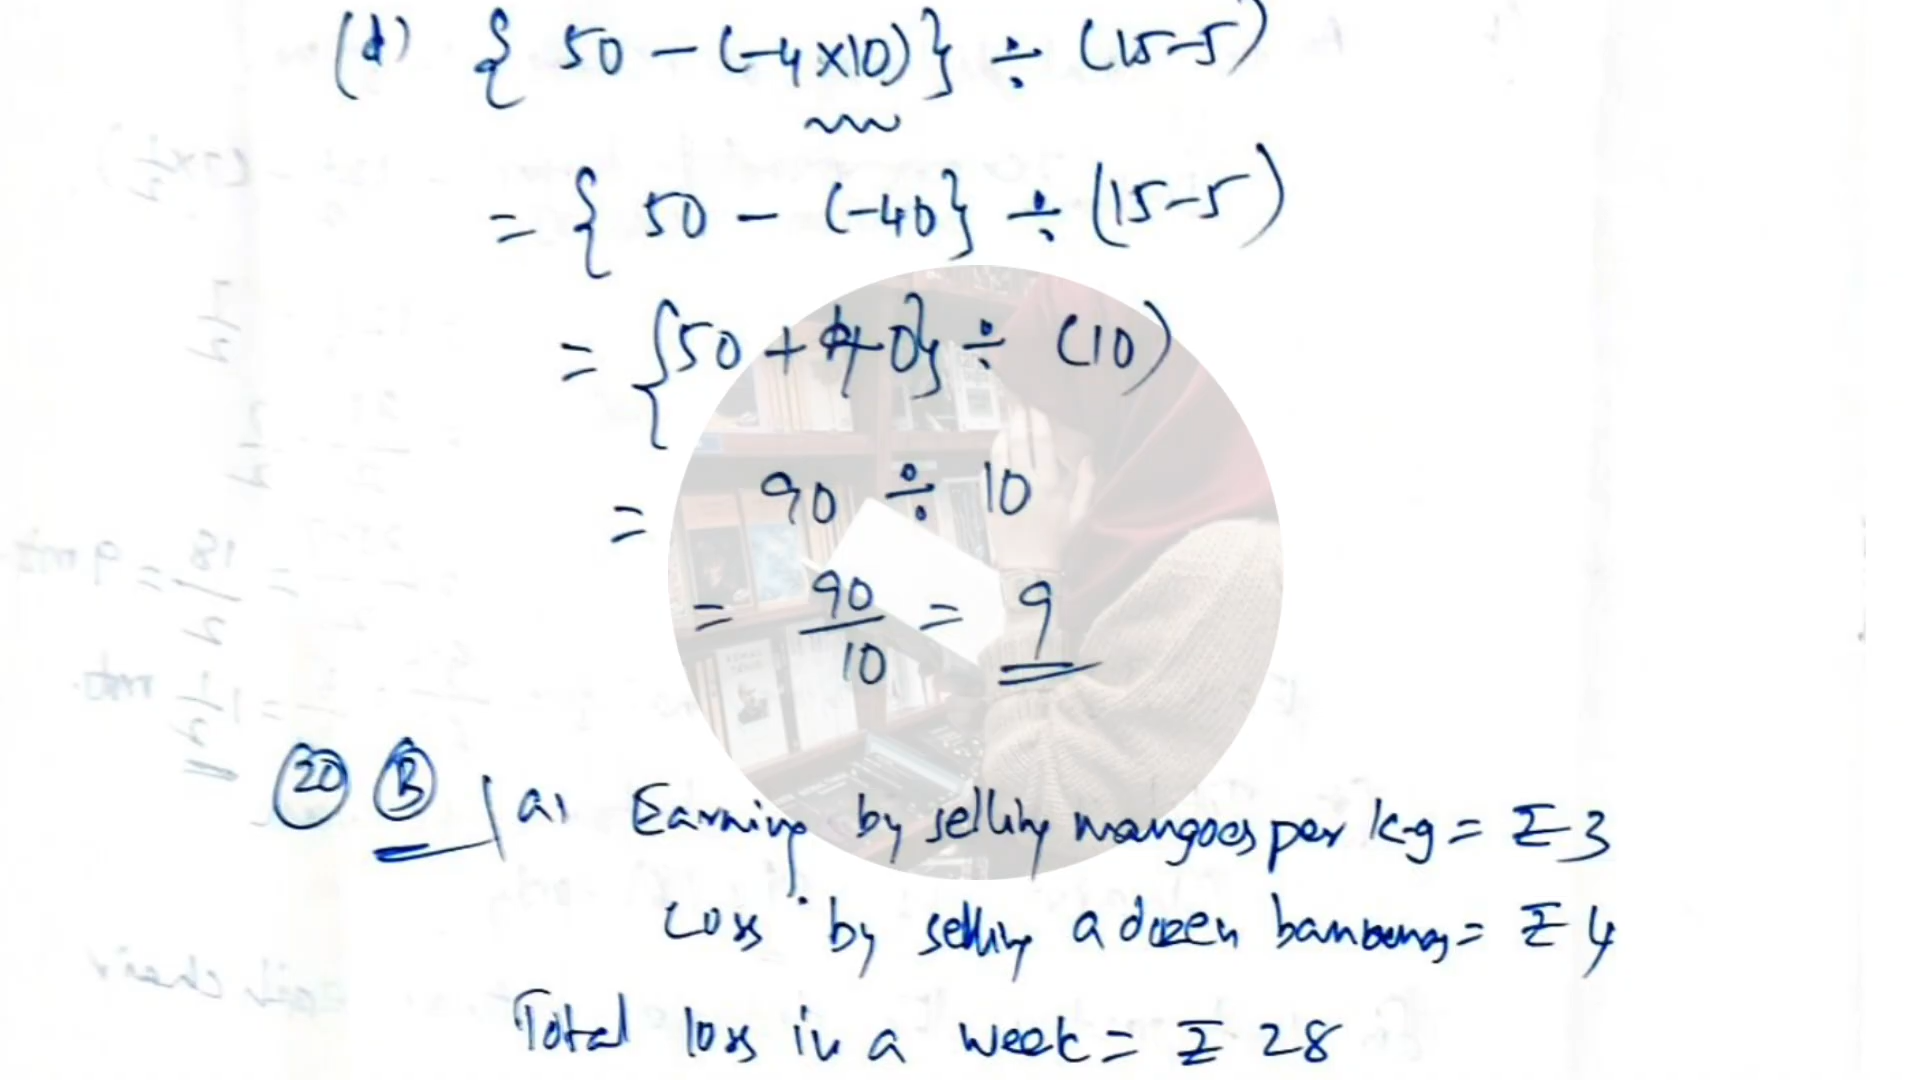 (d) { 50 - (-4×10)} ÷ (15-5)
= { 50 - (-40} ÷ (15-5)
= {50 + 40} ÷ (10)
= 90 ÷ 10
= 90/10 = 9
20 B a) Earning by selling mangoes per kg = ₹ 3
Loss by selling a dozen bananas = ₹ 4
Total loss in a week = ₹ 28